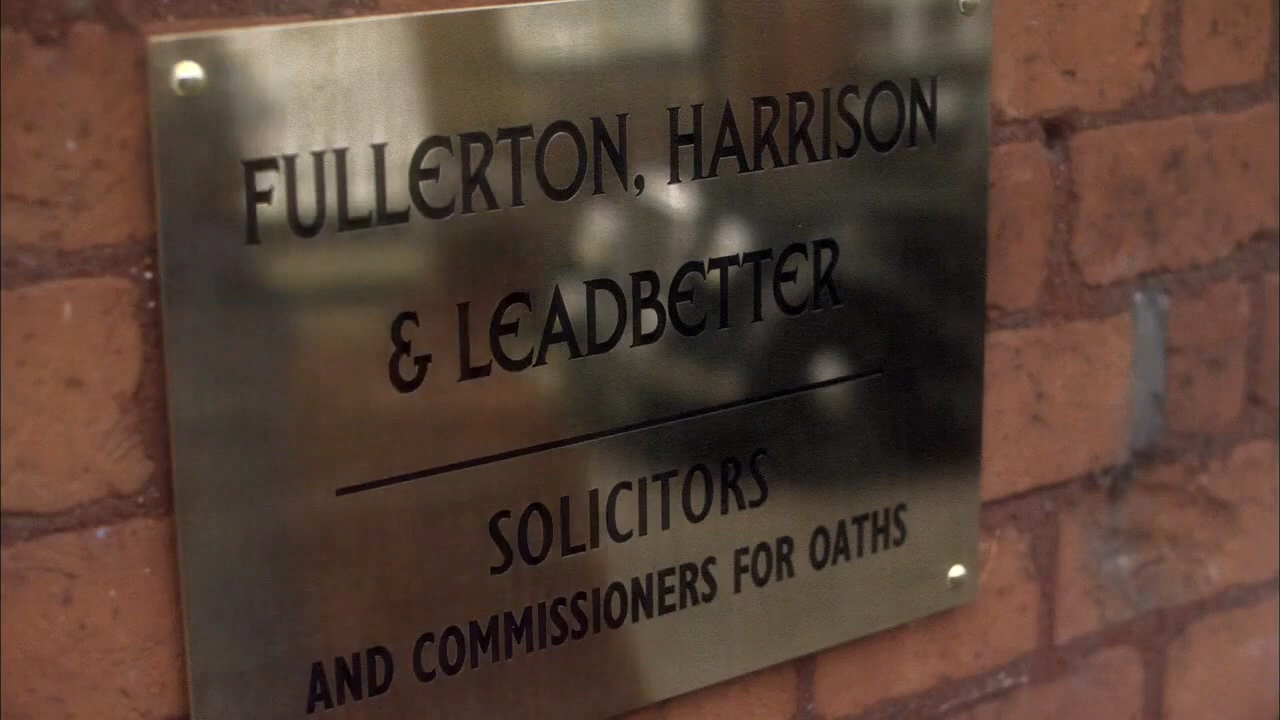 FULLERTON, HARRISON
& LEADBETTER
SOLICITORS
AND COMMISSIONERS FOR OATHS